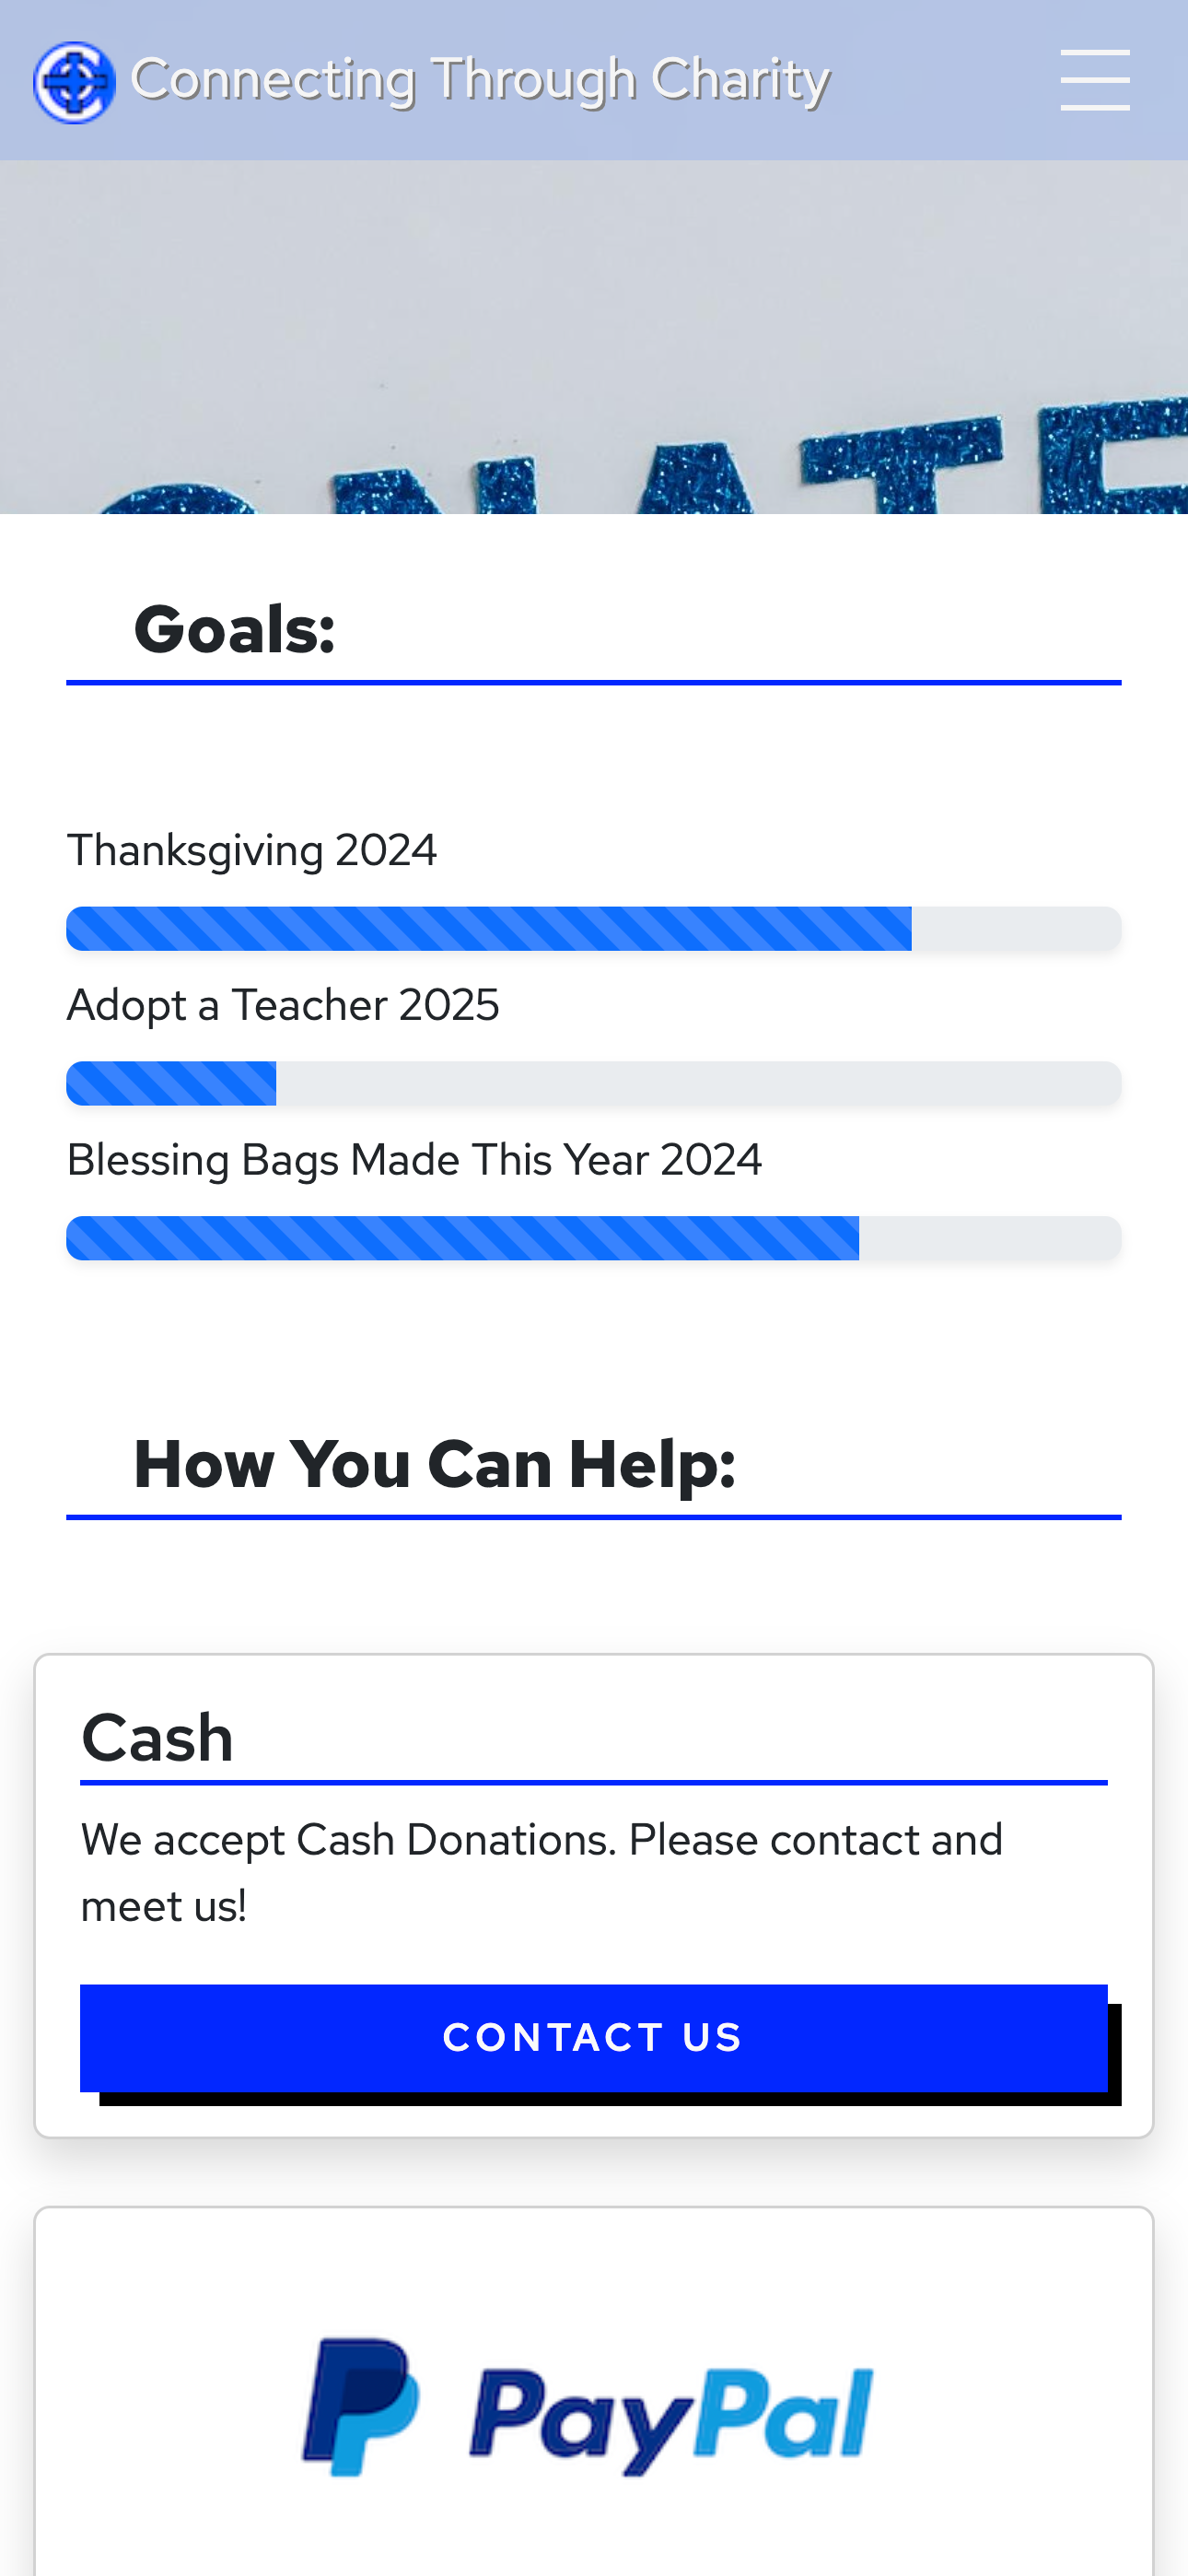 Connecting Through Charity
Goals:
Thanksgiving 2024
Adopt a Teacher 2025
Blessing Bags Made This Year 2024
How You Can Help:
Cash
We accept Cash Donations. Please contact and
meet us!
CONTACT US
PayPal